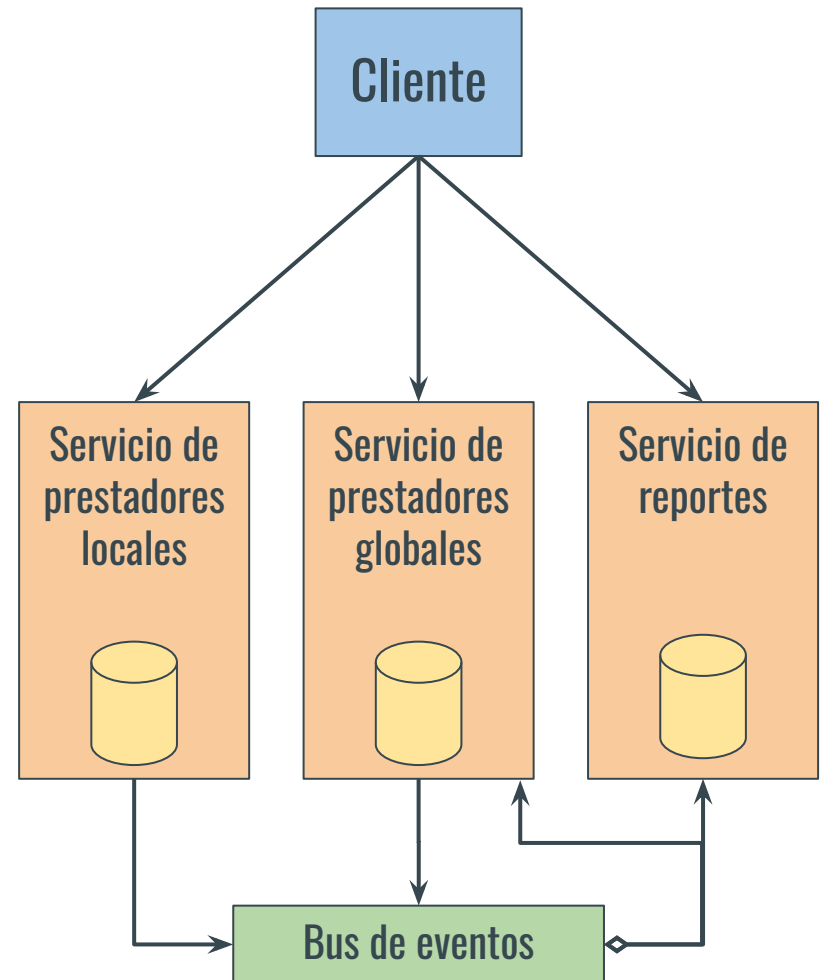 Cliente
Servicio de
prestadores
locales
Servicio de
prestadores
globales
Servicio de
reportes
Bus de eventos